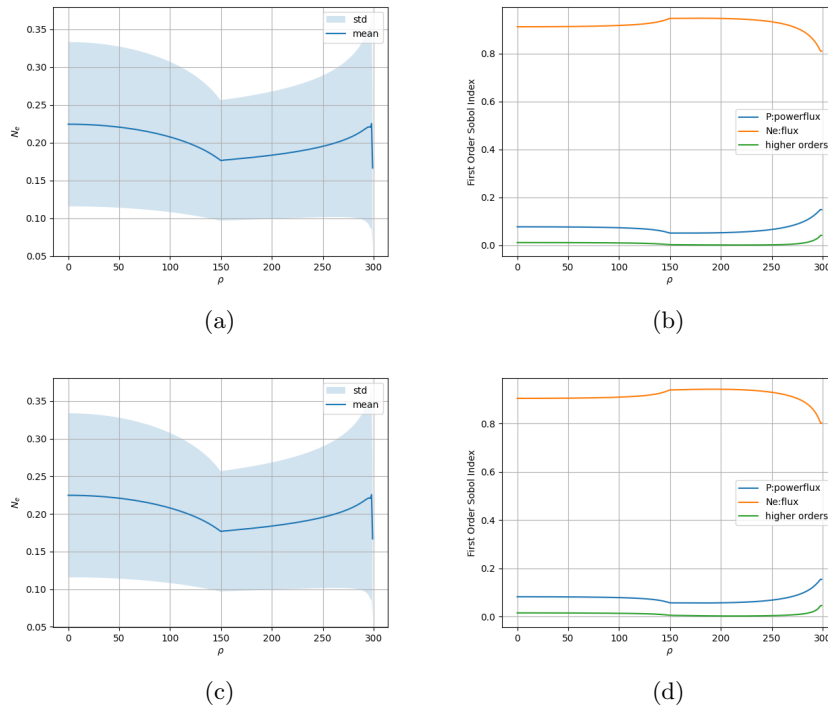 0.35
0.30
0.25
0.20
0.15
0.10
0.05
N_e
std
mean
0 50 100 150 200 250 300
ρ
(a)
0.8
0.6
0.4
0.2
0.0
First Order Sobol Index
P:powerflux
Ne:flux
higher orders
0 50 100 150 200 250 300
ρ
(b)
0.35
0.30
0.25
0.20
0.15
0.10
0.05
N_e
std
mean
0 50 100 150 200 250 300
ρ
(c)
0.8
0.6
0.4
0.2
0.0
First Order Sobol Index
P:powerflux
Ne:flux
higher orders
0 50 100 150 200 250 300
ρ
(d)